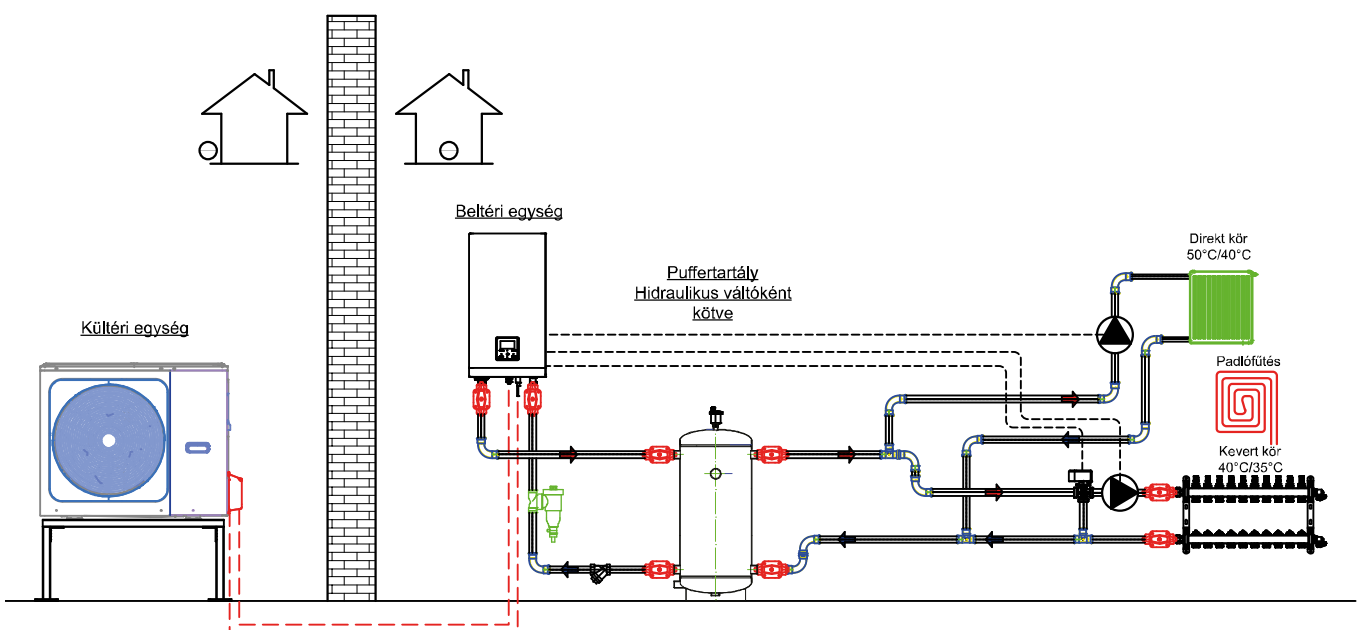 Beltéri egység
Direkt kör
50°C/40°C
Puffertartály
Hidraulikus váltóként
kötve
Kültéri egység
Padlófűtés
Kevert kör
40°C/35°C